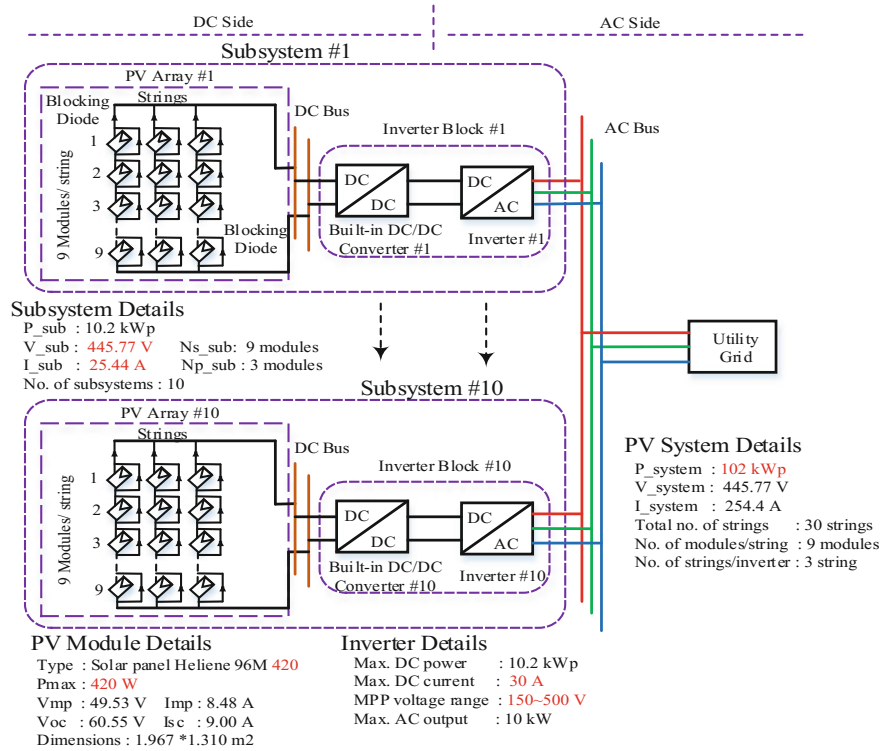 DC Side
AC Side
Subsystem #1
PV Array #1
Strings
Blocking
Diode
DC Bus
AC Bus
Inverter Block #1
1
2
3
9
9 Modules/ string
Blocking
Diode
DC
DC
DC
AC
Built-in DC/DC
Converter #1
Inverter #1
Subsystem Details
P_sub : 10.2 kWp
V_sub : 445.77 V Ns_sub: 9 modules
I_sub : 25.44 A Np_sub : 3 modules
No. of subsystems : 10
Utility
Grid
Subsystem #10
PV Array #10
Strings
DC Bus
Inverter Block #10
1
2
3
9
9 Modules/ string
DC
DC
DC
AC
Built-in DC/DC
Converter #10
Inverter #10
PV System Details
P_system : 102 kWp
V_system : 445.77 V
I_system : 254.4 A
Total no. of strings : 30 strings
No. of modules/string : 9 modules
No. of strings/inverter : 3 string
PV Module Details
Type : Solar panel Heliene 96M 420
Pmax : 420 W
Vmp : 49.53 V Imp : 8.48 A
Voc : 60.55 V Isc : 9.00 A
Dimensions : 1.967 *1.310 m2
Inverter Details
Max. DC power : 10.2 kWp
Max. DC current : 30 A
MPP voltage range : 150~500 V
Max. AC output : 10 kW